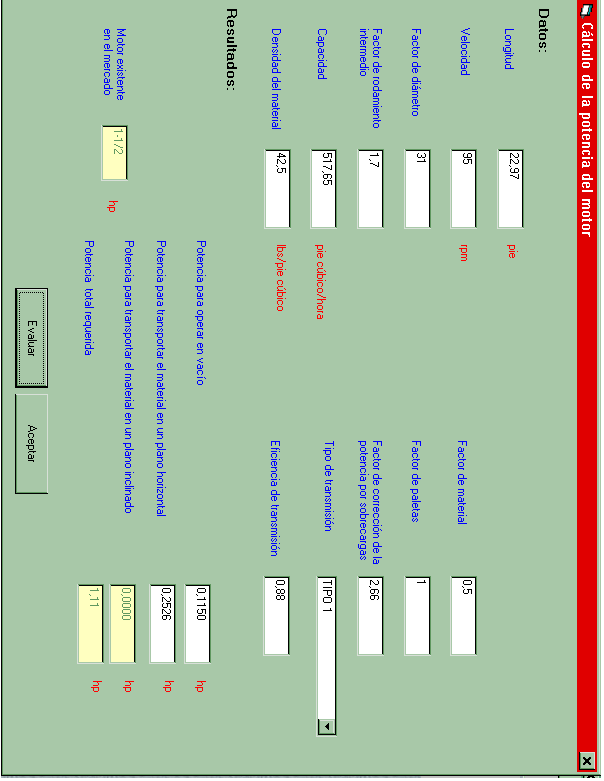 Cálculo de la potencia del motor
Datos:
Longitud 22,97 pie
Velocidad 95 rpm
Factor de diámetro 31
Factor de rodamiento
intermedio 1,7
Capacidad 517,65 pie cúbico/hora
Densidad del material 42,5 lbs/pie cúbico
Factor de material 0,5
Factor de paletas 1
Factor de corrección de la
potencia por sobrecargas 2,66
Tipo de transmisión TIPO 1
Eficiencia de transmisión 0,88
Resultados:
Potencia para operar en vacío 0,1150 hp
Potencia para transportar el material en un plano horizontal 0,2526 hp
Potencia para transportar el material en un plano inclinado 0,0000 hp
Potencia total requerida 1,11 hp
Motor existente
en el mercado 1-1/2 hp
Evaluar
Aceptar